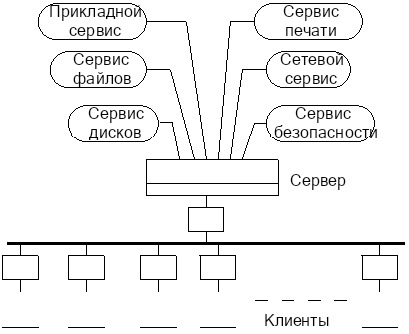 Прикладной
сервис
Сервис
печати
Сервис
файлов
Сетевой
сервис
Сервис
дисков
Сервис
безопасности
Сервер
Клиенты